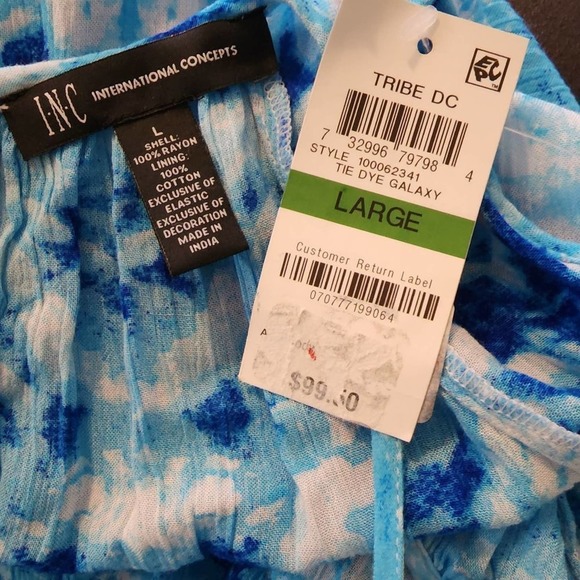 I·N·C INTERNATIONAL CONCEPTS
L
SHELL:
100% RAYON
LINING:
100%
COTTON
EXCLUSIVE OF
ELASTIC
EXCLUSIVE OF
DECORATION
MADE IN
INDIA
TRIBE DC
7 32996 79798 4
STYLE 100062341
TIE DYE GALAXY
LARGE
Customer Return Label
070777199064
A